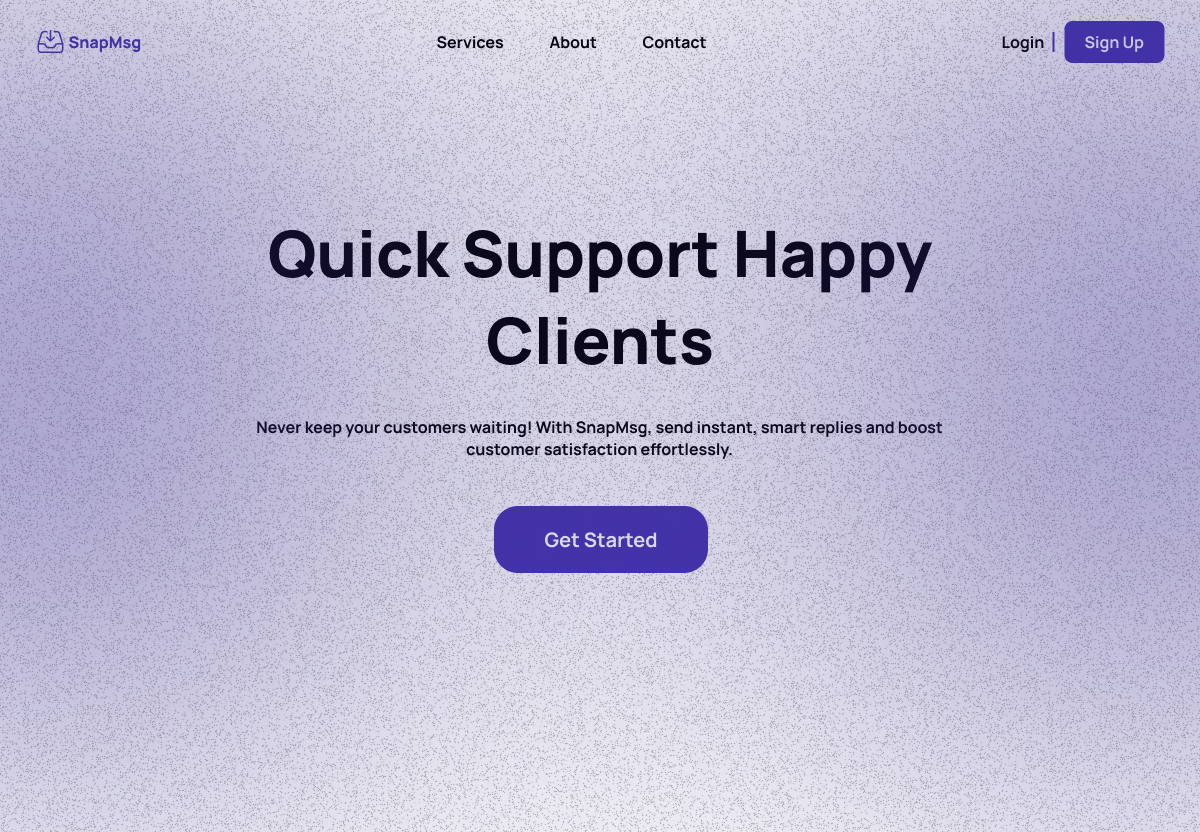 SnapMsg
Services
About
Contact
Login
Sign Up
Quick Support Happy
Clients
Never keep your customers waiting! With SnapMsg, send instant, smart replies and boost
customer satisfaction effortlessly.
Get Started